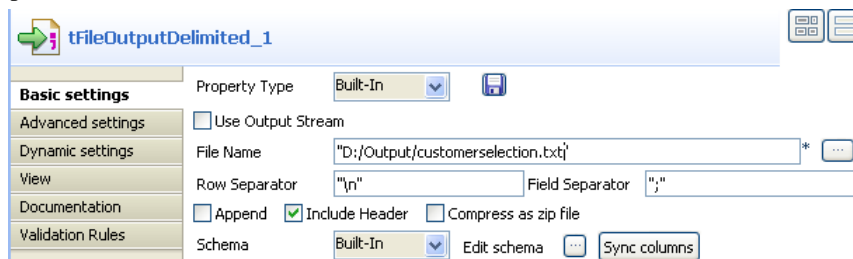 tFileOutputDelimited_1
Basic settings
Property Type Built-In
Advanced settings
Use Output Stream
Dynamic settings
File Name "D:/Output/customerselection.txt" * ...
View
Row Separator "\n" Field Separator ";"
Documentation
Append Include Header Compress as zip file
Validation Rules
Schema Built-In Edit schema ... Sync columns